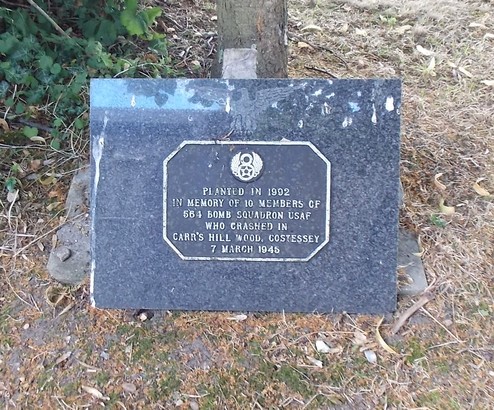 PLANTED IN 1992
IN MEMORY OF 10 MEMBERS OF
564 BOMB SQUADRON USAF
WHO CRASHED IN
CARR'S HILL WOOD, COSTESSEY
7 MARCH 1945